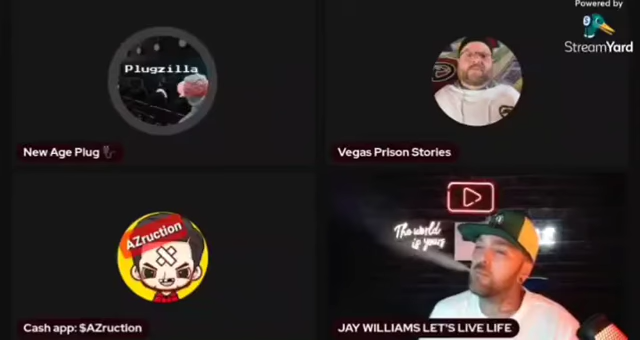 Powered by
StreamYard
Plugzilla
New Age Plug
Vegas Prison Stories
The world
is yours
AZruction
Cash app: $AZruction
JAY WILLIAMS LET'S LIVE LIFE